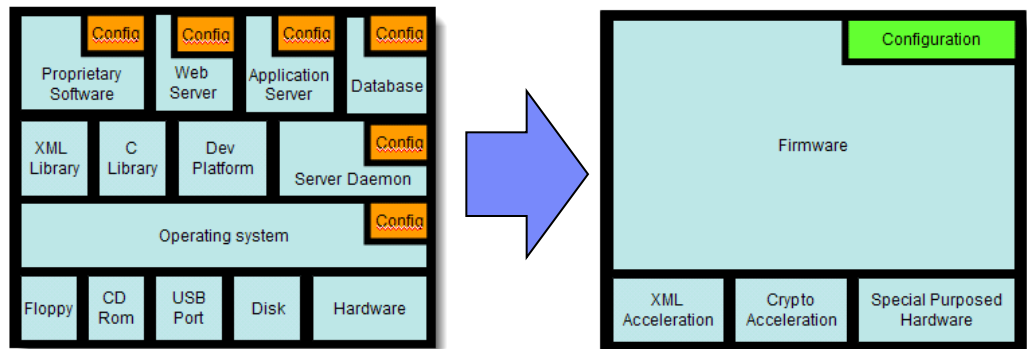 Config
Config
Config
Config
Proprietary
Software
Web
Server
Application
Server
Database
XML
Library
C
Library
Dev
Platform
Config
Server Daemon
Config
Operating system
Floppy
CD
Rom
USB
Port
Disk
Hardware
Configuration
Firmware
XML
Acceleration
Crypto
Acceleration
Special Purposed
Hardware